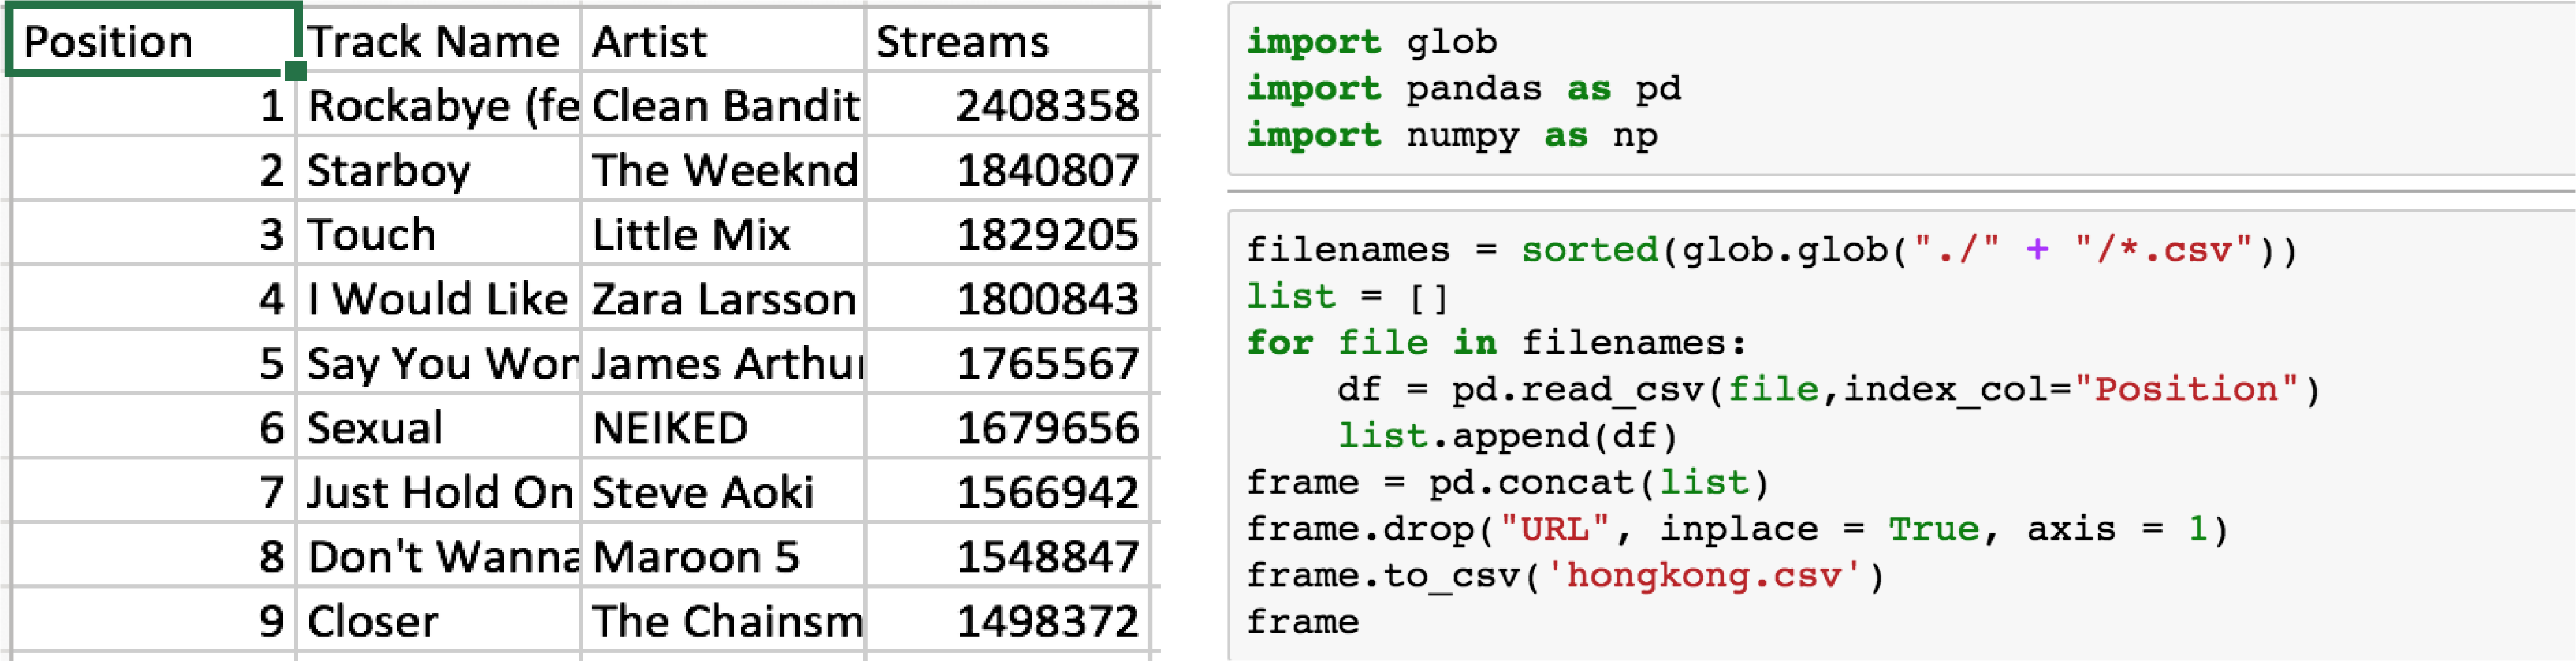 Position Track Name Artist Streams
1 Rockabye (fe Clean Bandit 2408358
2 Starboy The Weeknd 1840807
3 Touch Little Mix 1829205
4 I Would Like Zara Larsson 1800843
5 Say You Won James Arthur 1765567
6 Sexual NEIKED 1679656
7 Just Hold On Steve Aoki 1566942
8 Don't Wanna Maroon 5 1548847
9 Closer The Chainsm 1498372
import glob
import pandas as pd
import numpy as np
filenames = sorted(glob.glob("./" + "/*.csv"))
list = []
for file in filenames:
    df = pd.read_csv(file,index_col="Position")
    list.append(df)
frame = pd.concat(list)
frame.drop("URL", inplace = True, axis = 1)
frame.to_csv('hongkong.csv')
frame